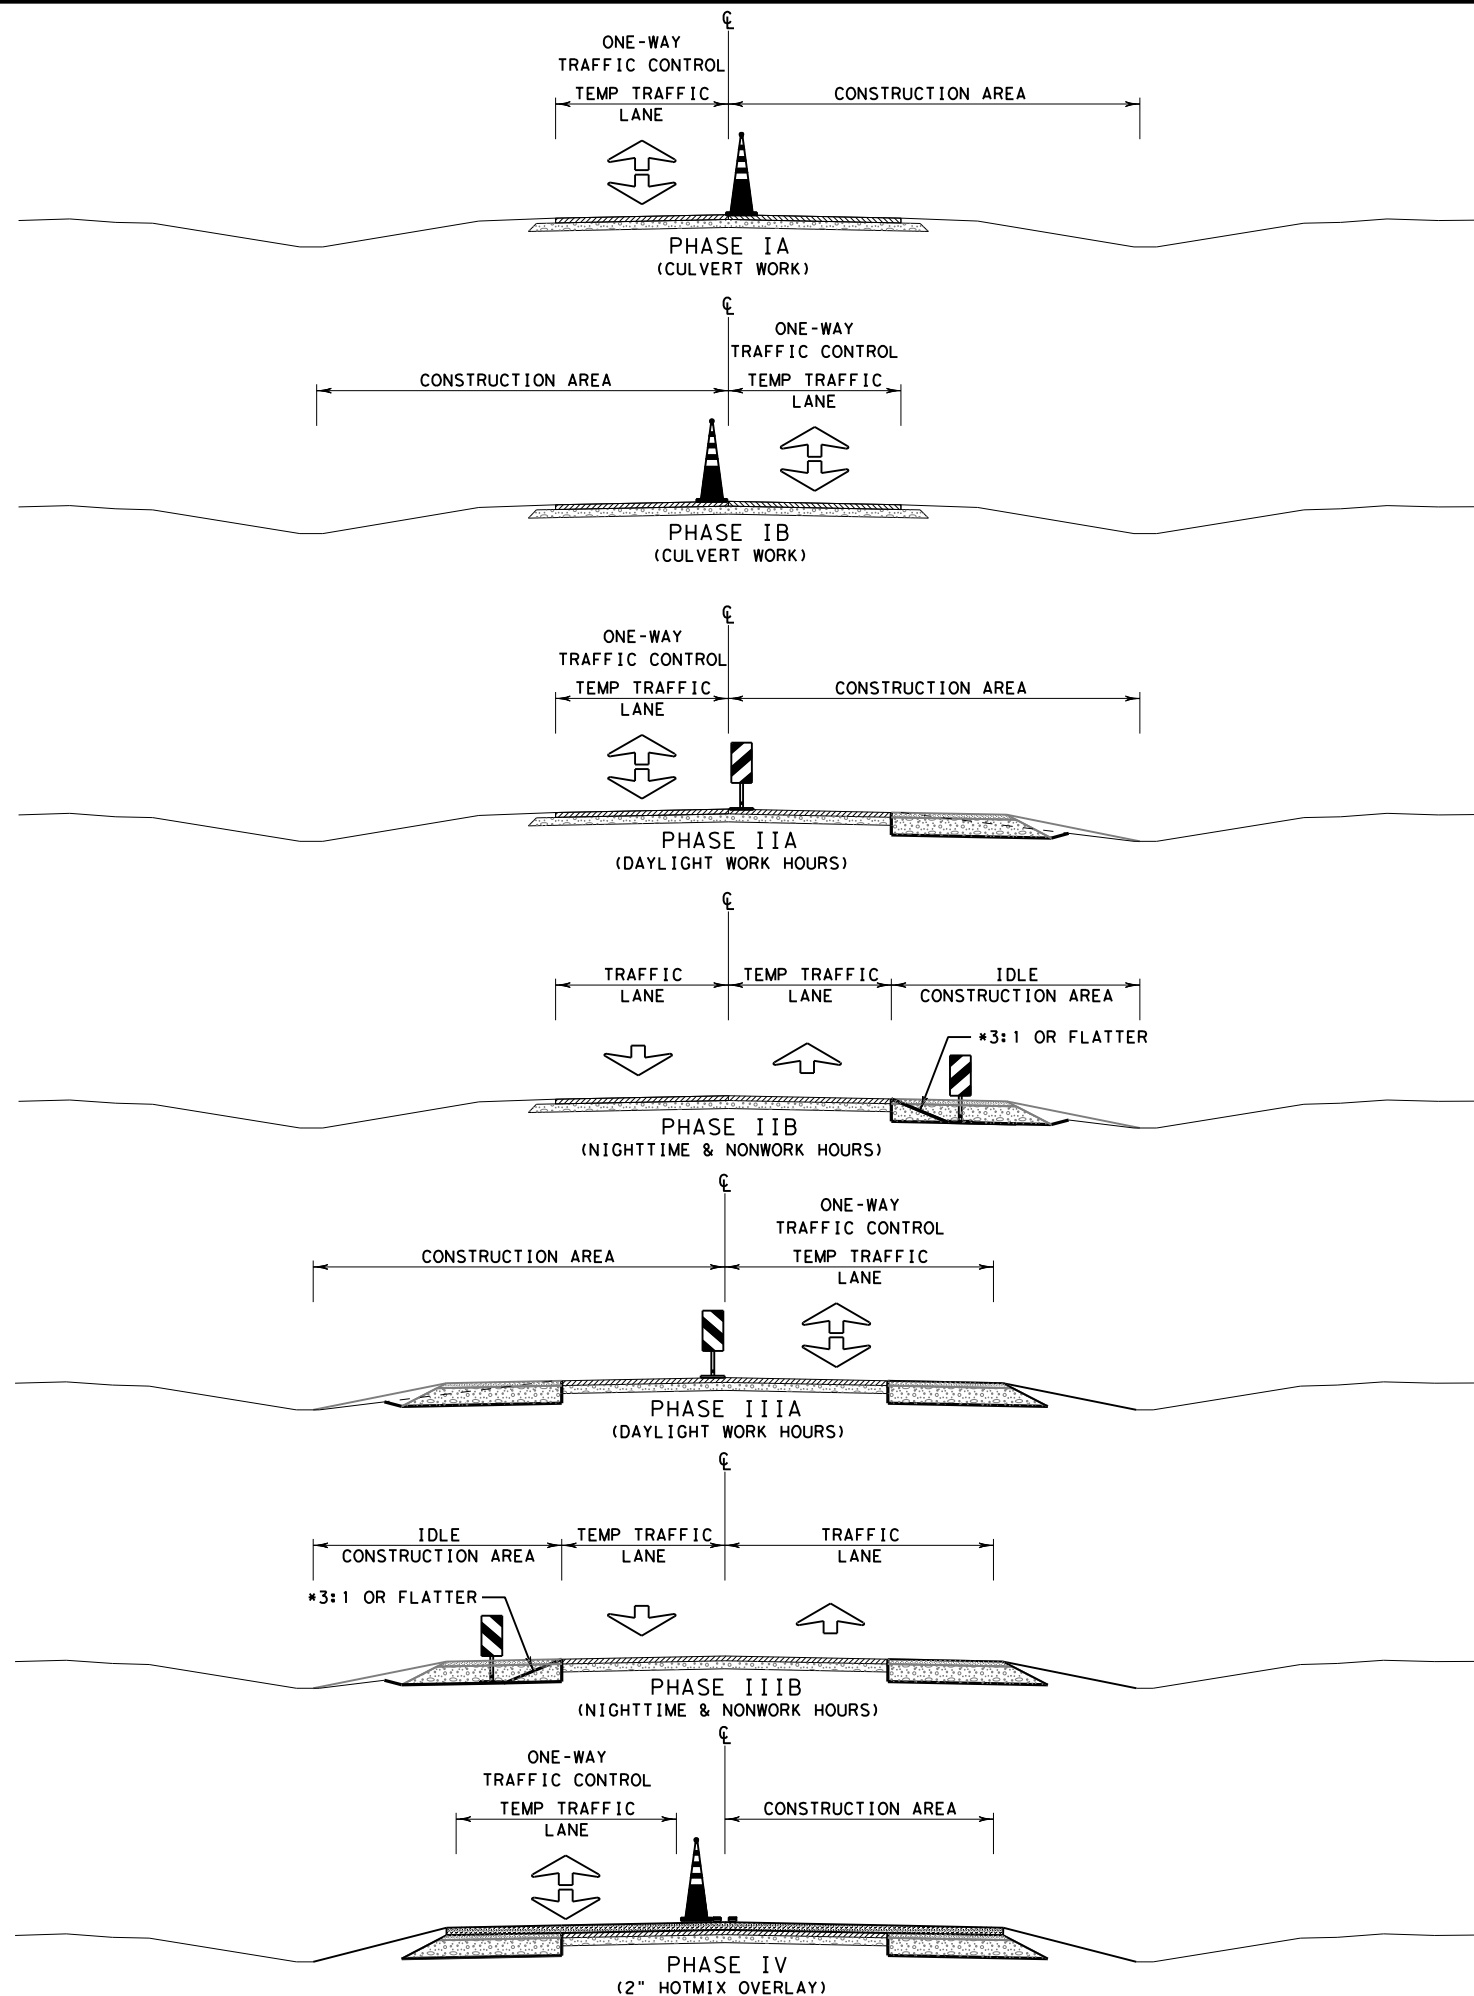 ℄
ONE-WAY
TRAFFIC CONTROL
TEMP TRAFFIC
LANE
CONSTRUCTION AREA
PHASE IA
(CULVERT WORK)
℄
ONE-WAY
TRAFFIC CONTROL
CONSTRUCTION AREA
TEMP TRAFFIC
LANE
PHASE IB
(CULVERT WORK)
℄
ONE-WAY
TRAFFIC CONTROL
TEMP TRAFFIC
LANE
CONSTRUCTION AREA
PHASE IIA
(DAYLIGHT WORK HOURS)
℄
TRAFFIC
LANE
TEMP TRAFFIC
LANE
IDLE
CONSTRUCTION AREA
*3:1 OR FLATTER
PHASE IIB
(NIGHTTIME & NONWORK HOURS)
℄
ONE-WAY
TRAFFIC CONTROL
CONSTRUCTION AREA
TEMP TRAFFIC
LANE
PHASE IIIA
(DAYLIGHT WORK HOURS)
℄
IDLE
CONSTRUCTION AREA
TEMP TRAFFIC
LANE
TRAFFIC
LANE
*3:1 OR FLATTER
PHASE IIIB
(NIGHTTIME & NONWORK HOURS)
℄
ONE-WAY
TRAFFIC CONTROL
TEMP TRAFFIC
LANE
CONSTRUCTION AREA
PHASE IV
(2" HOTMIX OVERLAY)